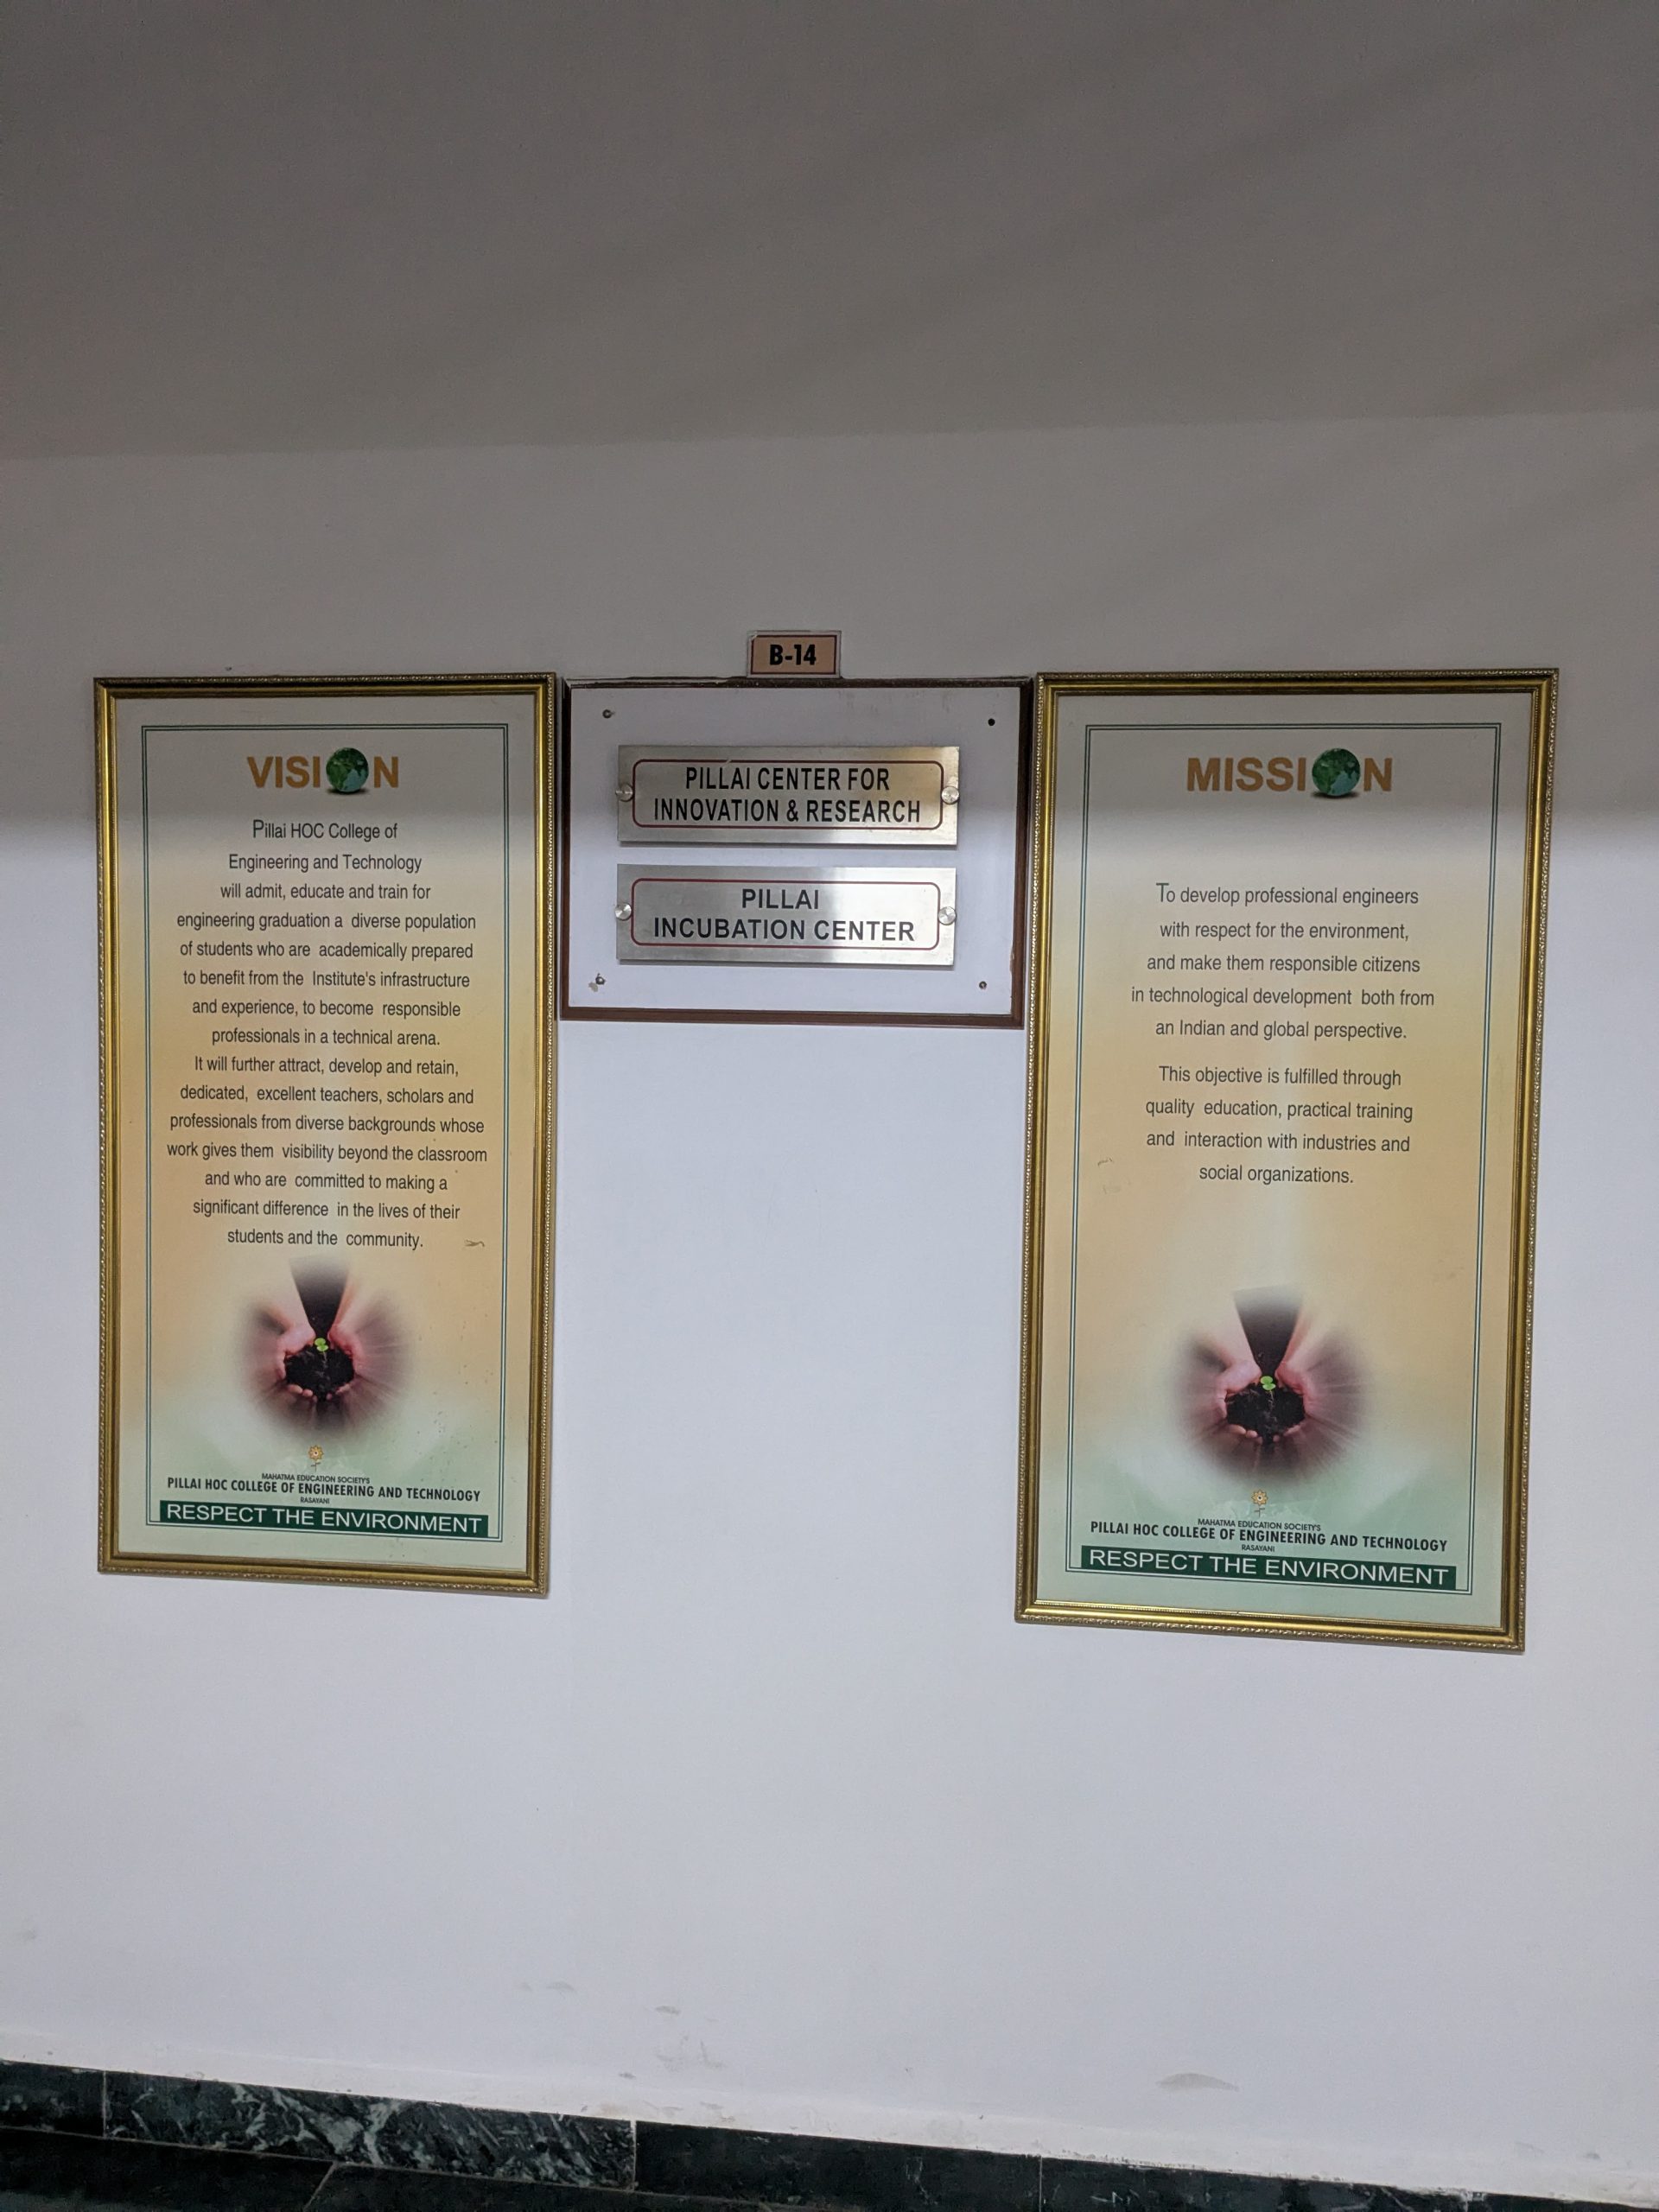 B-14
VISION
Pillai HOC College of
Engineering and Technology
will admit, educate and train for
engineering graduation a diverse population
of students who are academically prepared
to benefit from the Institute's infrastructure
and experience, to become responsible
professionals in a technical arena.
It will further attract, develop and retain,
dedicated, excellent teachers, scholars and
professionals from diverse backgrounds whose
work gives them visibility beyond the classroom
and who are committed to making a
significant difference in the lives of their
students and the community.
MAHATMA EDUCATION SOCIETY'S
PILLAI HOC COLLEGE OF ENGINEERING AND TECHNOLOGY
RASAYANI
RESPECT THE ENVIRONMENT
PILLAI CENTER FOR
INNOVATION & RESEARCH
PILLAI
INCUBATION CENTER
MISSION
To develop professional engineers
with respect for the environment,
and make them responsible citizens
in technological development both from
an Indian and global perspective.
This objective is fulfilled through
quality education, practical training
and interaction with industries and
social organizations.
MAHATMA EDUCATION SOCIETY'S
PILLAI HOC COLLEGE OF ENGINEERING AND TECHNOLOGY
RASAYANI
RESPECT THE ENVIRONMENT